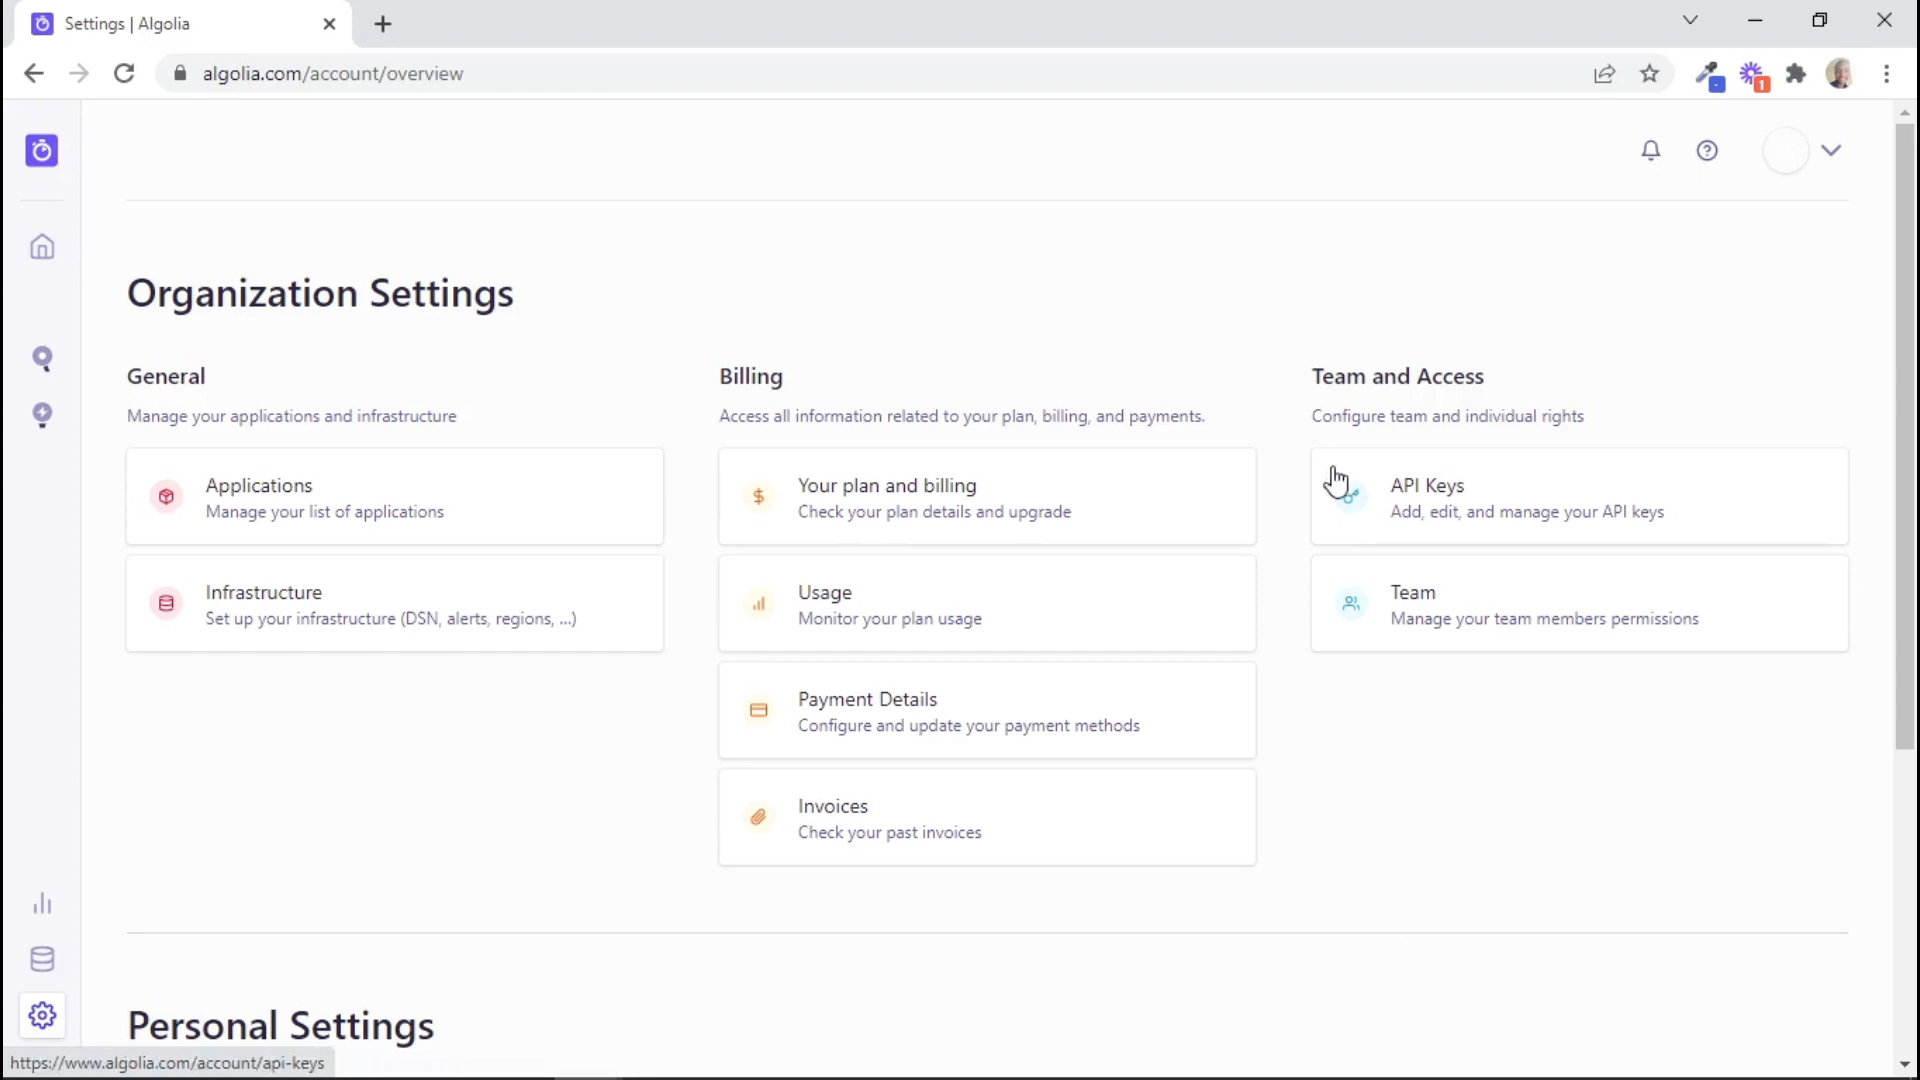 Settings | Algolia
algolia.com/account/overview
1
Organization Settings
General
Manage your applications and infrastructure
Applications
Manage your list of applications
Infrastructure
Set up your infrastructure (DSN, alerts, regions, ...)
Billing
Access all information related to your plan, billing, and payments.
Your plan and billing
Check your plan details and upgrade
Usage
Monitor your plan usage
Payment Details
Configure and update your payment methods
Invoices
Check your past invoices
Team and Access
Configure team and individual rights
API Keys
Add, edit, and manage your API keys
Team
Manage your team members permissions
Personal Settings
https://www.algolia.com/account/api-keys